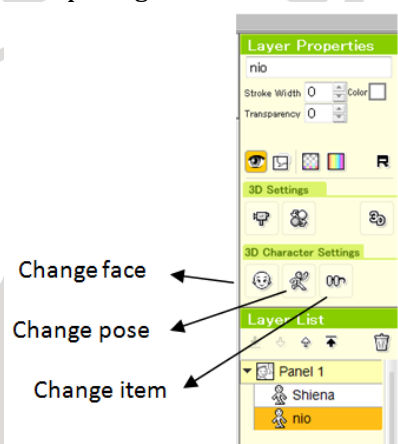 Layer Properties
nio
Stroke Width 0 Color
Transparency 0
R
3D Settings
3D
3D Character Settings
Change face
Change pose
Layer List
Change item
Panel 1
Shiena
nio